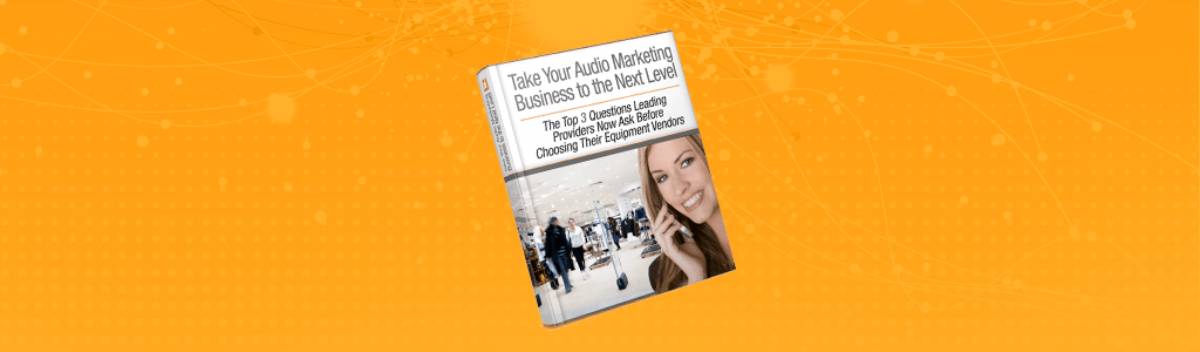 Take Your Audio Marketing
Business to the Next Level
The Top 3 Questions Leading
Providers Now Ask Before
Choosing Their Equipment Vendors